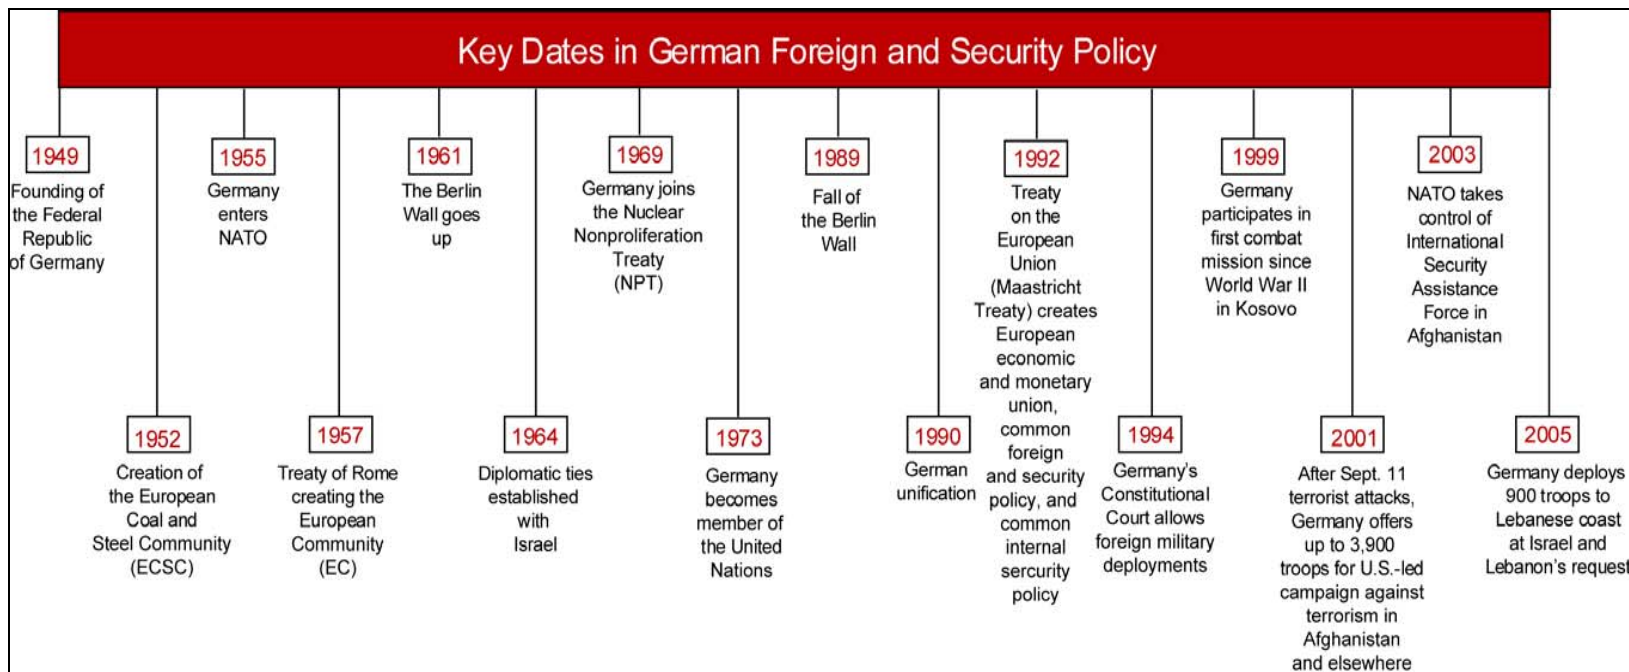 Key Dates in German Foreign and Security Policy
1949
Founding of
the Federal
Republic
of Germany
1952
Creation of
the European
Coal and
Steel Community
(ECSC)
1955
Germany
enters
NATO
1957
Treaty of Rome
creating the
European
Community
(EC)
1961
The Berlin
Wall goes
up
1964
Diplomatic ties
established
with
Israel
1969
Germany joins
the Nuclear
Nonproliferation
Treaty
(NPT)
1973
Germany
becomes
member of
the United
Nations
1989
Fall of
the Berlin
Wall
1990
German
unification
1992
Treaty
on the
European
Union
(Maastricht
Treaty) creates
European
economic
and monetary
union,
common
foreign
and security
policy, and
common
internal
sercurity
policy
1994
Germany's
Constitutional
Court allows
foreign military
deployments
1999
Germany
participates in
first combat
mission since
World War II
in Kosovo
2001
After Sept. 11
terrorist attacks,
Germany offers
up to 3,900
troops for U.S.-led
campaign against
terrorism in
Afghanistan
and elsewhere
2003
NATO takes
control of
International
Security
Assistance
Force in
Afghanistan
2005
Germany deploys
900 troops to
Lebanese coast
at Israel and
Lebanon's request